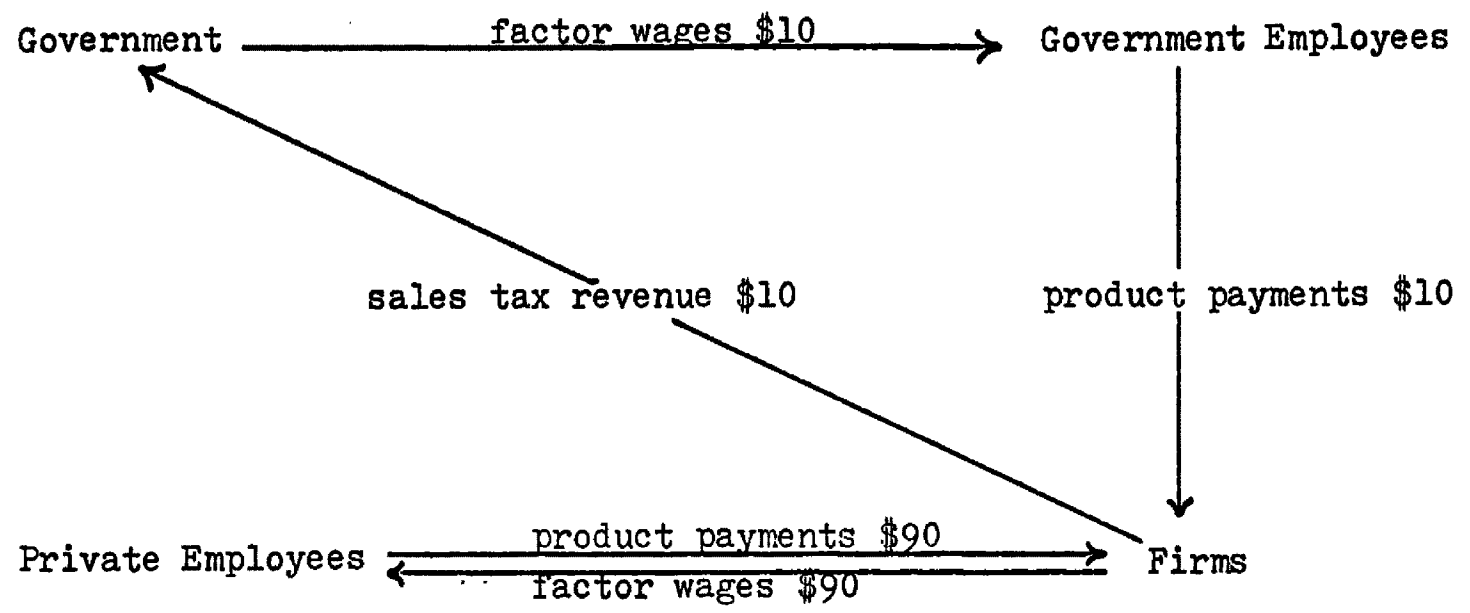 Government
factor wages $10
Government Employees
sales tax revenue $10
product payments $10
Private Employees
product payments $90
factor wages $90
Firms